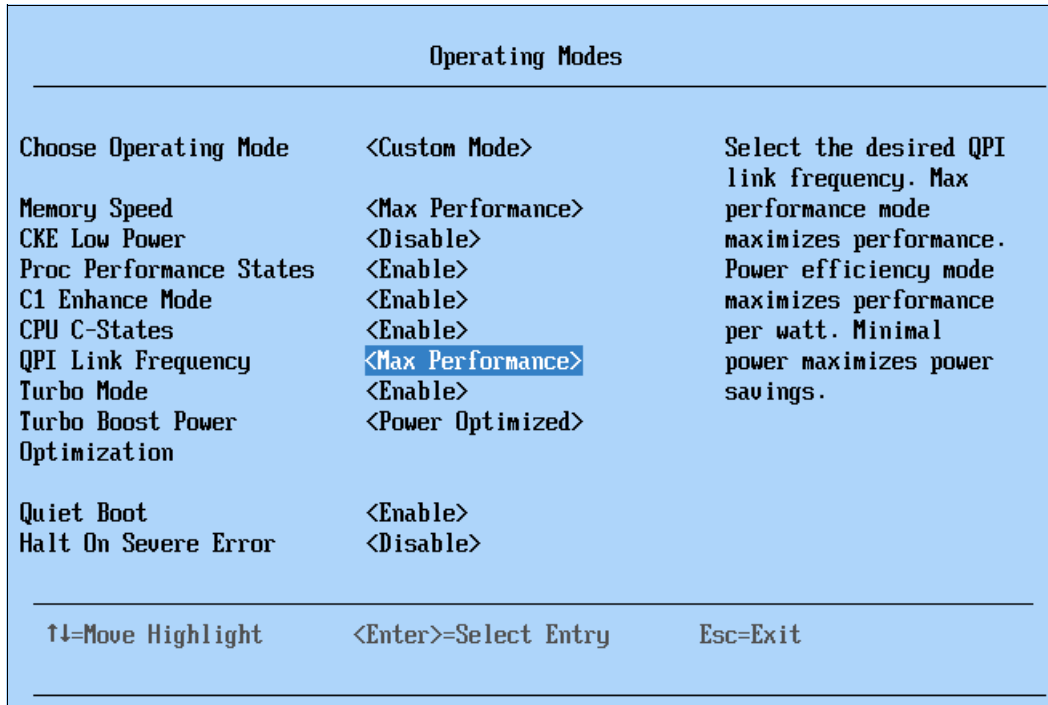 Operating Modes
Choose Operating Mode <Custom Mode> Select the desired QPI
link frequency. Max
Memory Speed <Max Performance> performance mode
CKE Low Power <Disable> maximizes performance.
Proc Performance States <Enable> Power efficiency mode
C1 Enhance Mode <Enable> maximizes performance
CPU C-States <Enable> per watt. Minimal
QPI Link Frequency <Max Performance> power maximizes power
Turbo Mode <Enable> savings.
Turbo Boost Power <Power Optimized>
Optimization
Quiet Boot <Enable>
Halt On Severe Error <Disable>
↑↓=Move Highlight <Enter>=Select Entry Esc=Exit